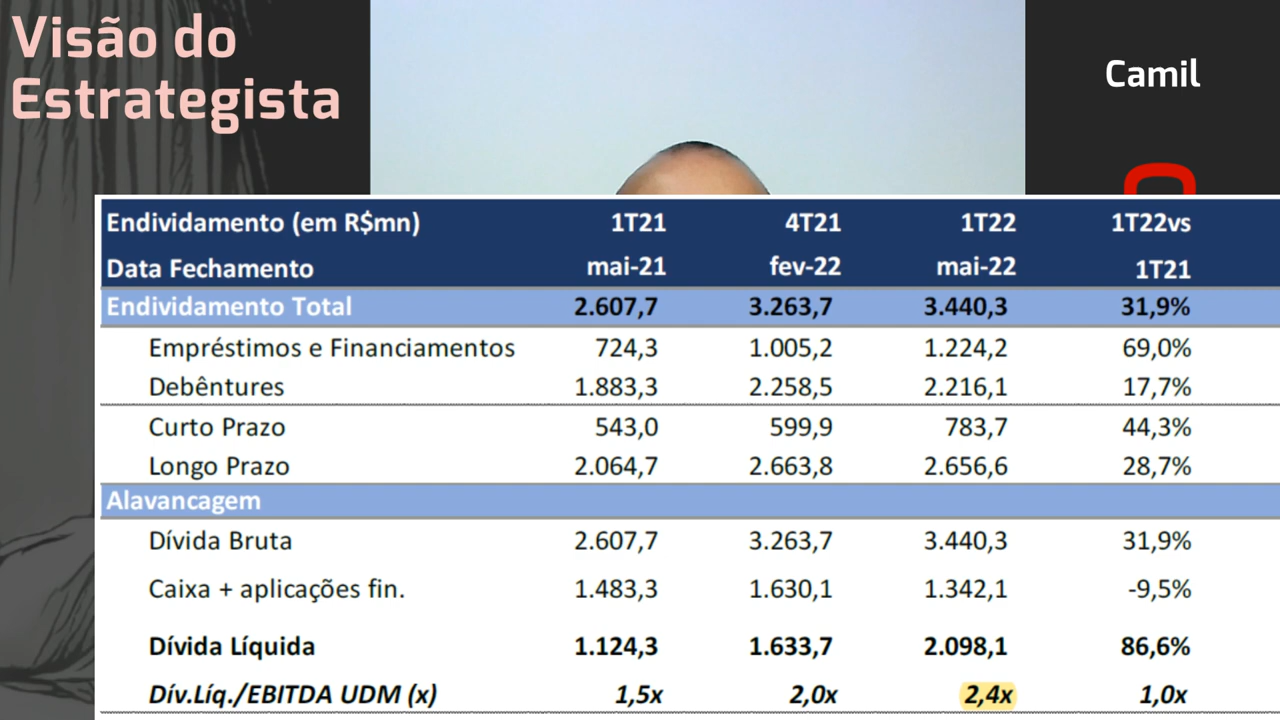 Visão do
Estrategista
Camil
Endividamento (em R$mn) 1T21 4T21 1T22 1T22vs
Data Fechamento mai-21 fev-22 mai-22 1T21
Endividamento Total 2.607,7 3.263,7 3.440,3 31,9%
Empréstimos e Financiamentos 724,3 1.005,2 1.224,2 69,0%
Debêntures 1.883,3 2.258,5 2.216,1 17,7%
Curto Prazo 543,0 599,9 783,7 44,3%
Longo Prazo 2.064,7 2.663,8 2.656,6 28,7%
Alavancagem
Dívida Bruta 2.607,7 3.263,7 3.440,3 31,9%
Caixa + aplicações fin. 1.483,3 1.630,1 1.342,1 -9,5%
Dívida Líquida 1.124,3 1.633,7 2.098,1 86,6%
Dív.Líq./EBITDA UDM (x) 1,5x 2,0x 2,4x 1,0x